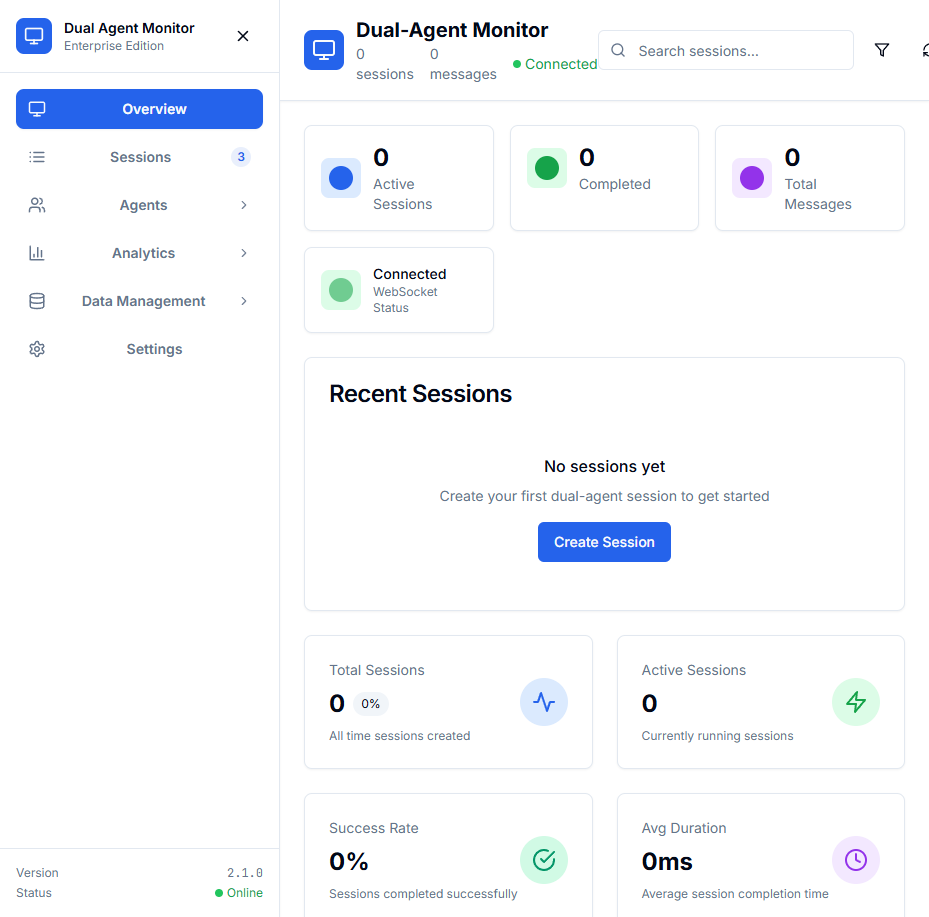 Dual Agent Monitor
Enterprise Edition
Overview
Sessions 3
Agents
Analytics
Data Management
Settings
Version 2.1.0
Status Online
Dual-Agent Monitor
0 sessions
0 messages
Connected
Search sessions...
0
Active
Sessions
0
Completed
0
Total
Messages
Connected
WebSocket
Status
Recent Sessions
No sessions yet
Create your first dual-agent session to get started
Create Session
Total Sessions
0 0%
All time sessions created
Active Sessions
0
Currently running sessions
Success Rate
0%
Sessions completed successfully
Avg Duration
0ms
Average session completion time